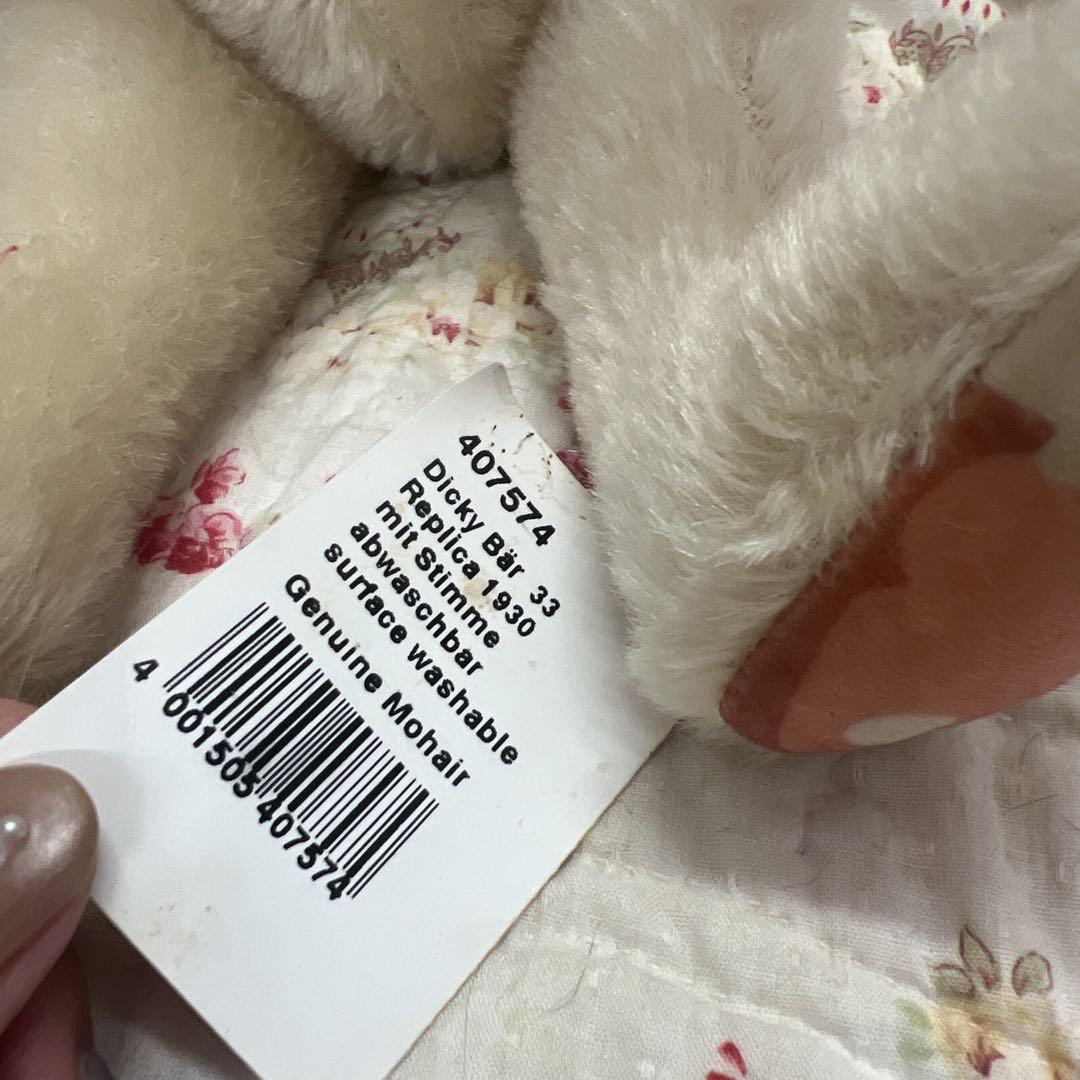 407574
Dicky Bär 33
Replica 1930
mit Stimme
abwaschbar
surface washable
Genuine Mohair
4 001505 407574